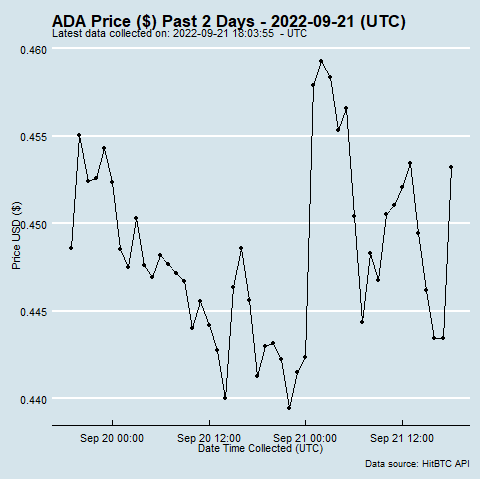 ADA Price ($) Past 2 Days - 2022-09-21 (UTC)
Latest data collected on: 2022-09-21 18:03:55 - UTC
0.460
0.455
0.450
0.445
0.440
Price USD ($)
Sep 20 00:00 Sep 20 12:00 Sep 21 00:00 Sep 21 12:00
Date Time Collected (UTC)
Data source: HitBTC API